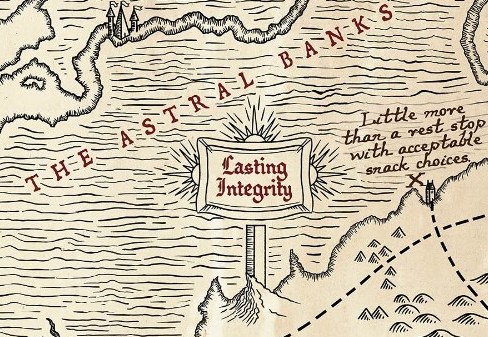 THE ASTRAL BANKS
Little more
than a rest stop
with acceptable
snack choices.
Lasting
Integrity